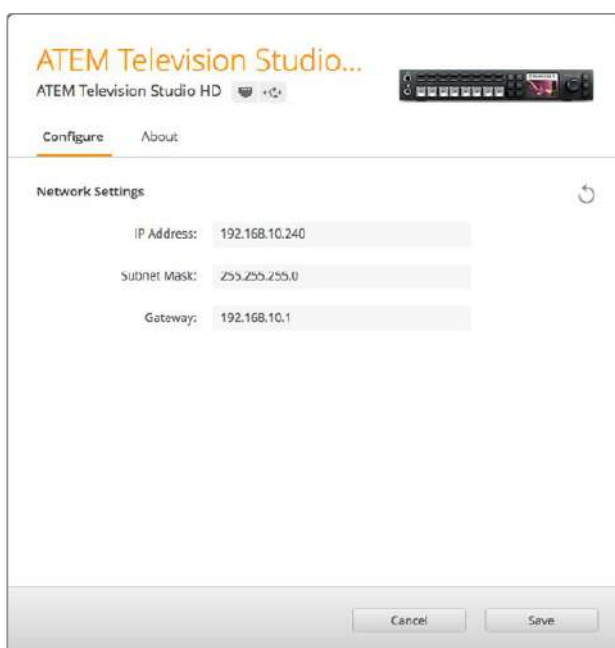 ATEM Television Studio...
ATEM Television Studio HD
Configure About
Network Settings
IP Address: 192.168.10.240
Subnet Mask: 255.255.255.0
Gateway: 192.168.10.1
Cancel Save